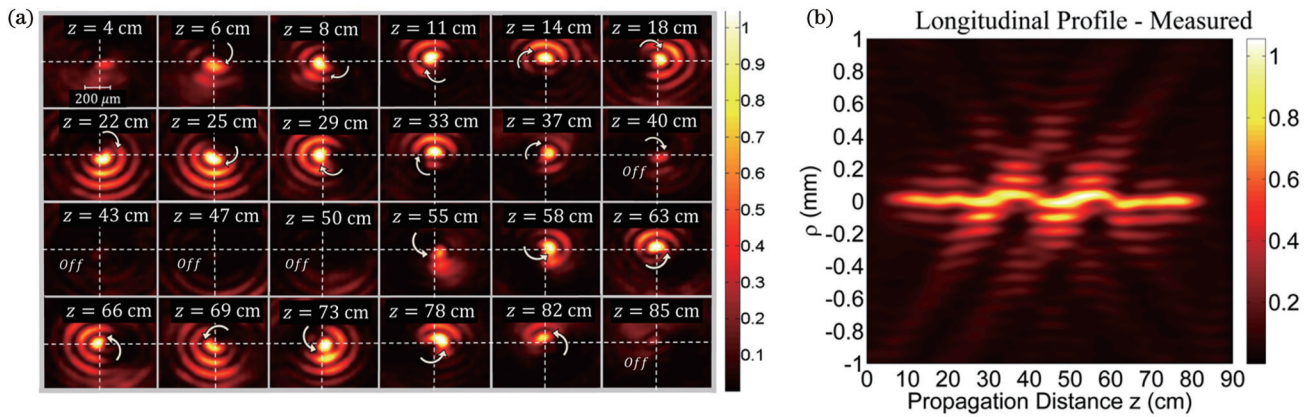 (a)
z = 4 cm z = 6 cm z = 8 cm z = 11 cm z = 14 cm z = 18 cm
200 μm
z = 22 cm z = 25 cm z = 29 cm z = 33 cm z = 37 cm z = 40 cm
Off
z = 43 cm z = 47 cm z = 50 cm z = 55 cm z = 58 cm z = 63 cm
Off Off Off
z = 66 cm z = 69 cm z = 73 cm z = 78 cm z = 82 cm z = 85 cm
Off
1
0.9
0.8
0.7
0.6
0.5
0.4
0.3
0.2
0.1
(b)
Longitudinal Profile - Measured
ρ (mm)
1
0.8
0.6
0.4
0.2
0
-0.2
-0.4
-0.6
-0.8
-1
0 10 20 30 40 50 60 70 80 90
Propagation Distance z (cm)
1
0.8
0.6
0.4
0.2